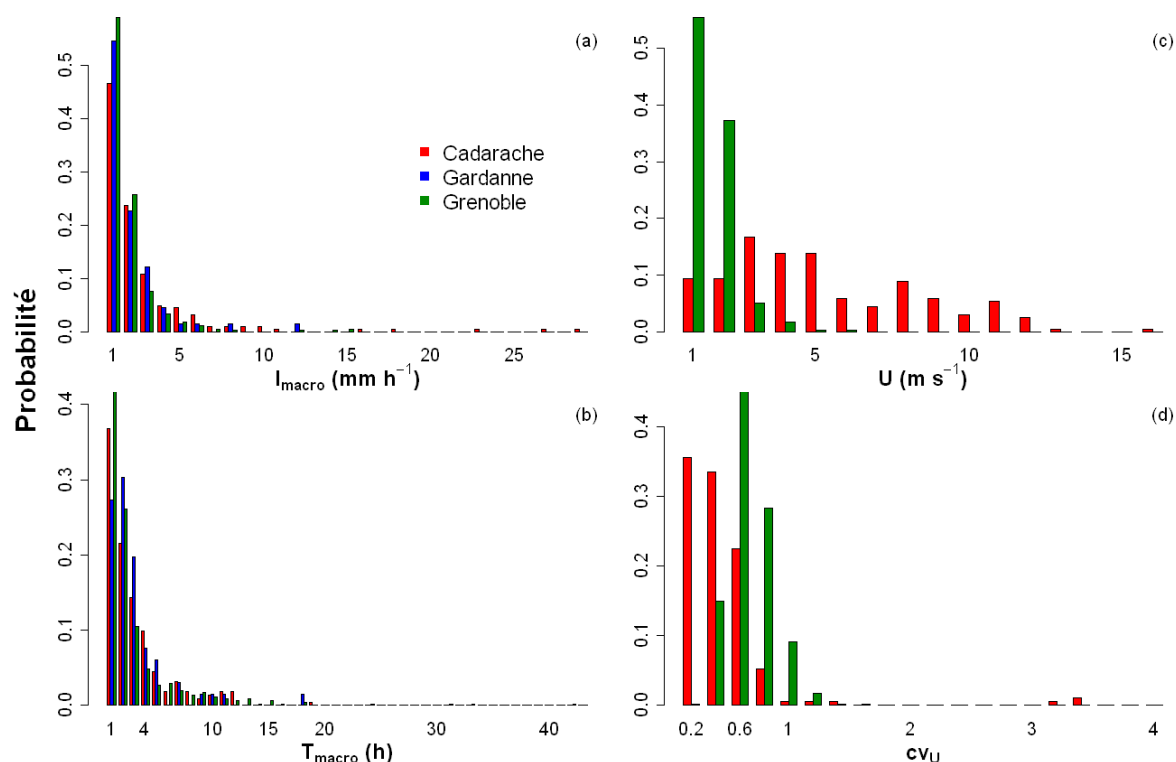 Probabilité
(a)
0.0 0.1 0.2 0.3 0.4 0.5
Cadarache
Gardanne
Grenoble
1 5 10 15 20 25
I macro (mm h⁻¹)
(c)
0.0 0.1 0.2 0.3 0.4 0.5
1 5 10 15
U (m s⁻¹)
(b)
0.0 0.1 0.2 0.3 0.4
1 4 10 15 20 30 40
T macro (h)
(d)
0.0 0.1 0.2 0.3 0.4
0.2 0.6 1 2 3 4
cv U